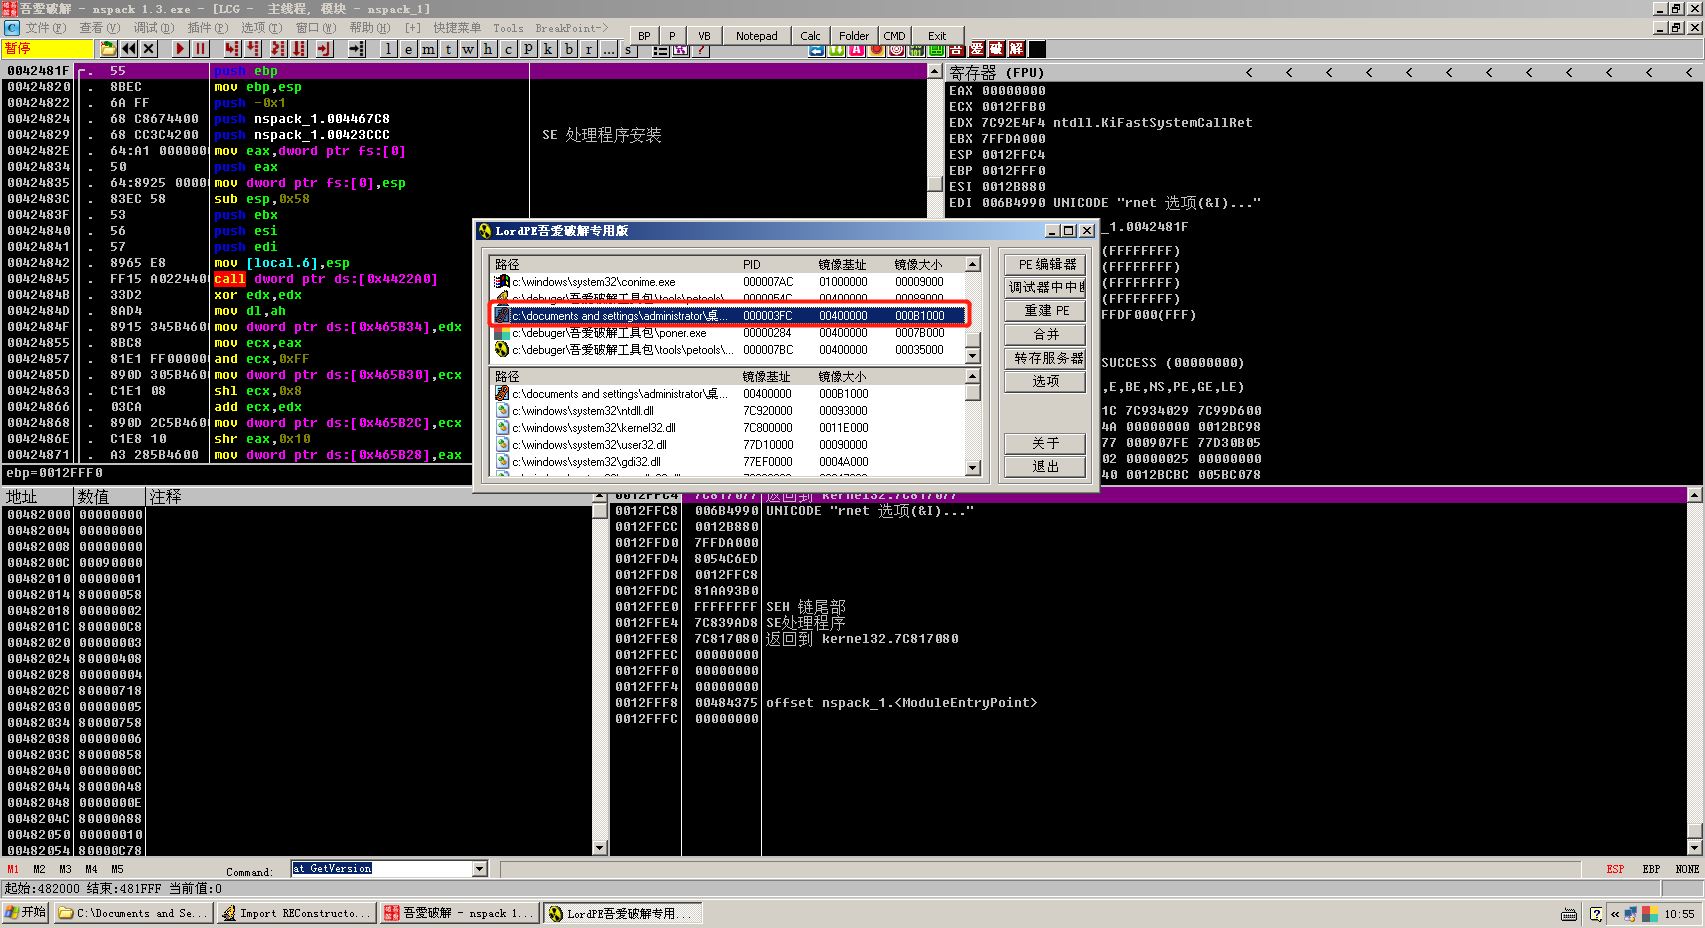 吾爱破解 - nspack 1.3.exe - [LCG - 主线程, 模块 - nspack_1]
文件(F) 查看(V) 调试(D) 插件(P) 选项(T) 窗口(W) 帮助(H) [+] 快捷菜单 Tools BreakPoint->
BP P VB Notepad Calc Folder CMD Exit
暂停
l e m t w h c p k b r ... s
吾 爱 破 解
0042481F . 55 push ebp
00424820 . 8BEC mov ebp,esp
00424822 . 6A FF push -0x1
00424824 . 68 C8674400 push nspack_1.004467C8
00424829 . 68 CC3C4200 push nspack_1.00423CCC SE 处理程序安装
0042482E . 64:A1 0000000 mov eax,dword ptr fs:[0]
00424834 . 50 push eax
00424835 . 64:8925 0000 mov dword ptr fs:[0],esp
0042483C . 83EC 58 sub esp,0x58
0042483F . 53 push ebx
00424840 . 56 push esi
00424841 . 57 push edi
00424842 . 8965 E8 mov [local.6],esp
00424845 . FF15 A0224400 call dword ptr ds:[0x4422A0]
0042484B . 33D2 xor edx,edx
0042484D . 8AD4 mov dl,ah
0042484F . 8915 345B4600 mov dword ptr ds:[0x465B34],edx
00424855 . 8BC8 mov ecx,eax
00424857 . 81E1 FF00000 and ecx,0xFF
0042485D . 890D 305B4600 mov dword ptr ds:[0x465B30],ecx
00424863 . C1E1 08 shl ecx,0x8
00424866 . 03CA add ecx,edx
00424868 . 890D 2C5B4600 mov dword ptr ds:[0x465B2C],ecx
0042486E . C1E8 10 shr eax,0x10
00424871 . A3 285B4600 mov dword ptr ds:[0x465B28],eax
ebp=0012FFF0
寄存器 (FPU) < < < < < < < < < < < <
EAX 00000000
ECX 0012FFB0
EDX 7C92E4F4 ntdll.KiFastSystemCallRet
EBX 7FFDA000
ESP 0012FFC4
EBP 0012FFF0
ESI 0012B880
EDI 006B4990 UNICODE "rnet 选项(&I)..."
_1.0042481F
(FFFFFFFF)
(FFFFFFFF)
(FFFFFFFF)
(FFFFFFFF)
FFDF000(FFF)
SUCCESS (00000000)
,E,BE,NS,PE,GE,LE)
1C 7C934029 7C99D600
4A 00000000 0012BC98
77 000907FE 77D30B05
02 00000025 00000000
40 0012BCBC 005BC078
LordPE吾爱破解专用版
路径 PID 镜像基址 镜像大小
c:\windows\system32\conime.exe 000007AC 01000000 00009000
c:\debuger\吾爱破解工具包\tools\petools\... 0000054C 00400000 00089000
c:\documents and settings\administrator\桌... 000003FC 00400000 000B1000
c:\debuger\吾爱破解工具包\poner.exe 00000284 00400000 0007B000
c:\debuger\吾爱破解工具包\tools\petools\... 000007BC 00400000 00035000
路径 镜像基址 镜像大小
c:\documents and settings\administrator\桌... 00400000 000B1000
c:\windows\system32\ntdll.dll 7C920000 00093000
c:\windows\system32\kernel32.dll 7C800000 0011E000
c:\windows\system32\user32.dll 77D10000 00090000
c:\windows\system32\gdi32.dll 77EF0000 0004A000
PE 编辑器
调试器中中断
重建 PE
合并
转存服务器
选项
关于
退出
地址 数值 注释
00482000 00000000
00482004 00000000
00482008 00000000
0048200C 00090000
00482010 00000001
00482014 80000058
00482018 00000002
0048201C 800000C8
00482020 00000003
00482024 80000408
00482028 00000004
0048202C 80000718
00482030 00000005
00482034 80000758
00482038 00000006
0048203C 80000858
00482040 0000000C
00482044 80000A48
00482048 0000000E
0048204C 80000A88
00482050 00000010
00482054 80000C78
0012FFC4 7C817077 返回到 kernel32.7C817077
0012FFC8 006B4990 UNICODE "rnet 选项(&I)..."
0012FFCC 0012B880
0012FFD0 7FFDA000
0012FFD4 8054C6ED
0012FFD8 0012FFC8
0012FFDC 81AA93B0
0012FFE0 FFFFFFFF SEH 链尾部
0012FFE4 7C839AD8 SE处理程序
0012FFE8 7C817080 返回到 kernel32.7C817080
0012FFEC 00000000
0012FFF0 00000000
0012FFF4 00000000
0012FFF8 00484375 offset nspack_1.<ModuleEntryPoint>
0012FFFC 00000000
M1 M2 M3 M4 M5 Command: at GetVersion ESP EBP NONE
起始:482000 结束:481FFF 当前值:0
开始 C:\Documents and Se... Import REConstructo... 吾爱破解 - nspack 1... LordPE吾爱破解专用... 10:55